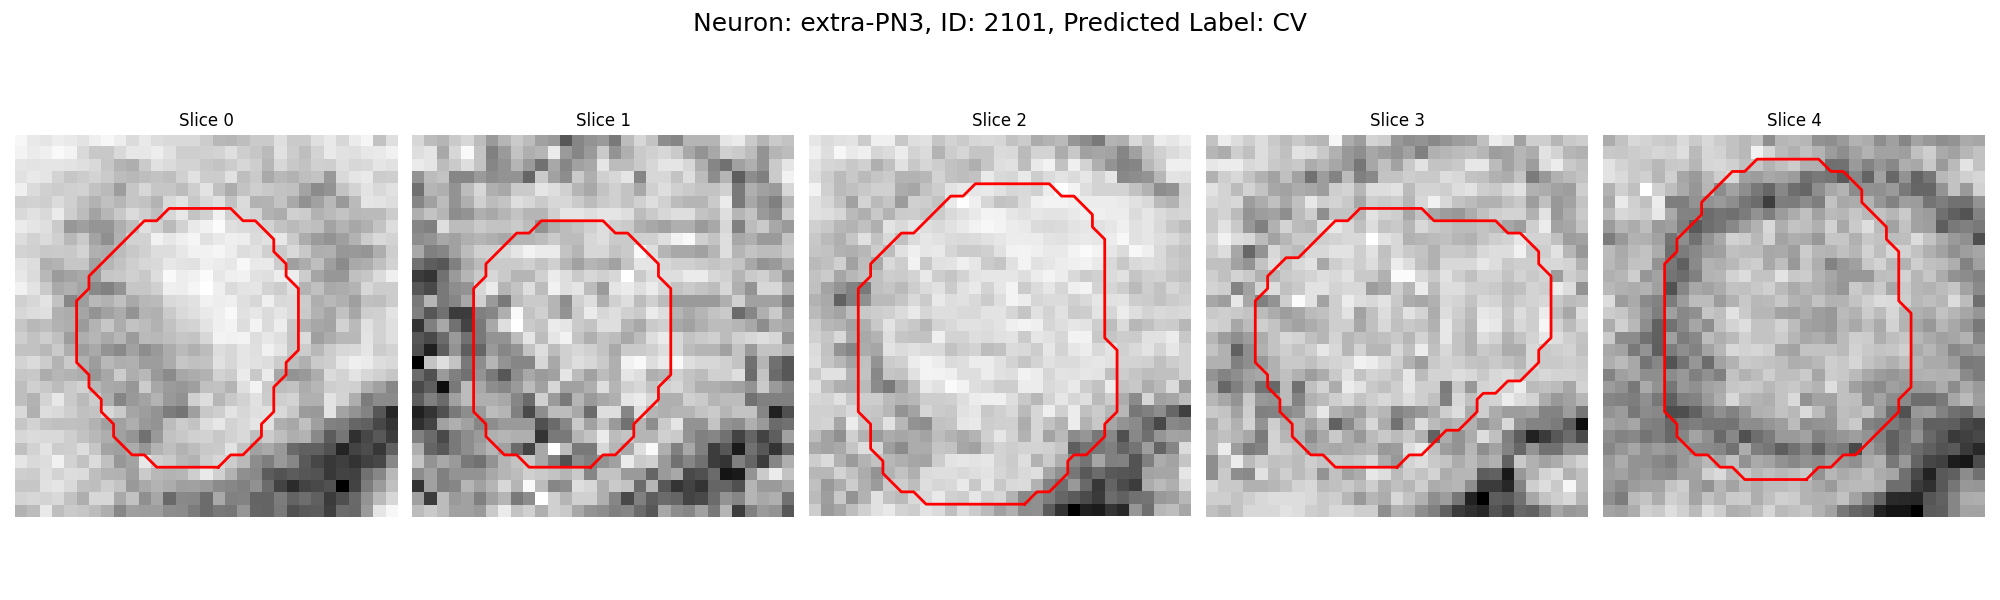 Neuron: extra-PN3, ID: 2101, Predicted Label: CV
Slice 0
Slice 1
Slice 2
Slice 3
Slice 4